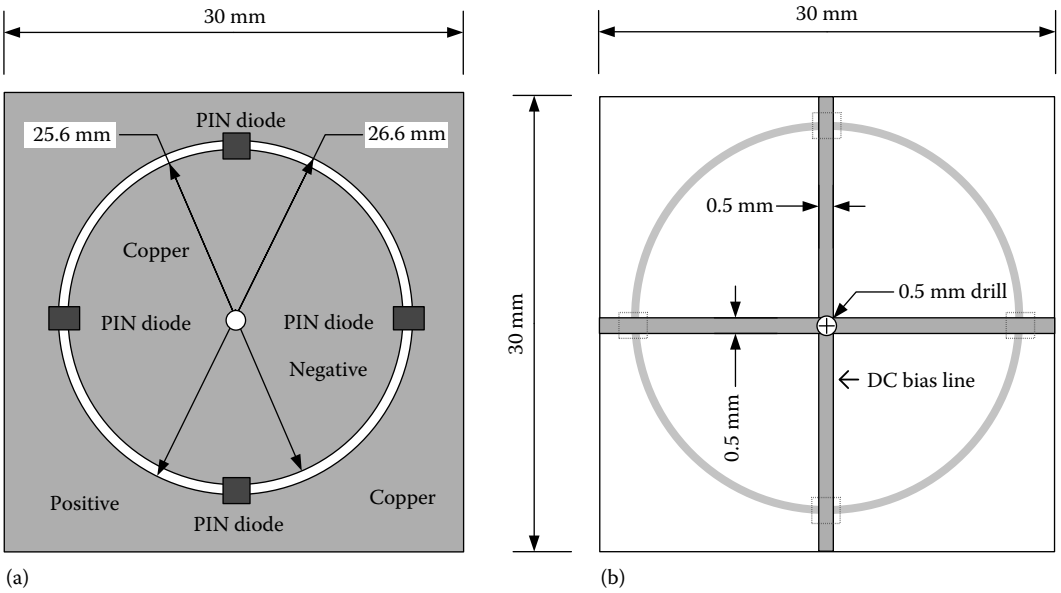 30 mm
25.6 mm
PIN diode
26.6 mm
Copper
PIN diode
PIN diode
Negative
Positive
Copper
PIN diode
(a)
30 mm
30 mm
0.5 mm
0.5 mm drill
DC bias line
0.5 mm
(b)